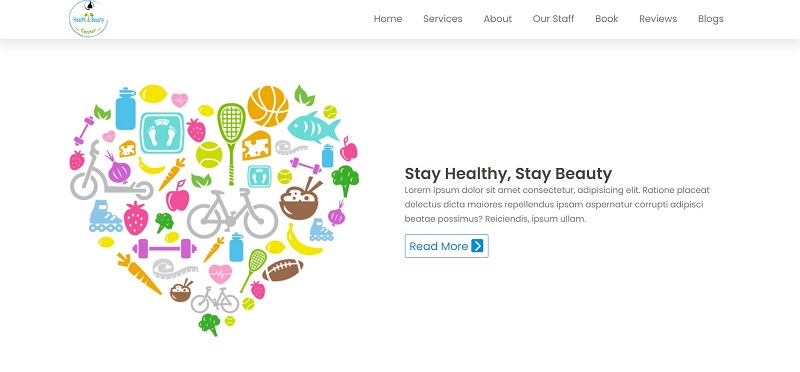 Health & Beauty
Center
Home Services About Our Staff Book Reviews Blogs
Stay Healthy, Stay Beauty
Lorem ipsum dolor sit amet consectetur, adipisicing elit. Ratione placeat
delectus dicta maiores repellendus ipsam aspernatur corrupti adipisci
beatae possimus? Reiciendis, ipsum ullam.
Read More